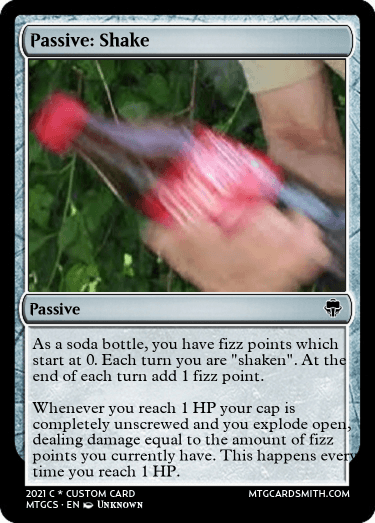 Passive: Shake
Passive
As a soda bottle, you have fizz points which
start at 0. Each turn you are "shaken". At the
end of each turn add 1 fizz point.
Whenever you reach 1 HP your cap is
completely unscrewed and you explode open,
dealing damage equal to the amount of fizz
points you currently have. This happens every
time you reach 1 HP.
2021 C * CUSTOM CARD
MTGCARDSMITH.COM
MTGCS · EN Unknown